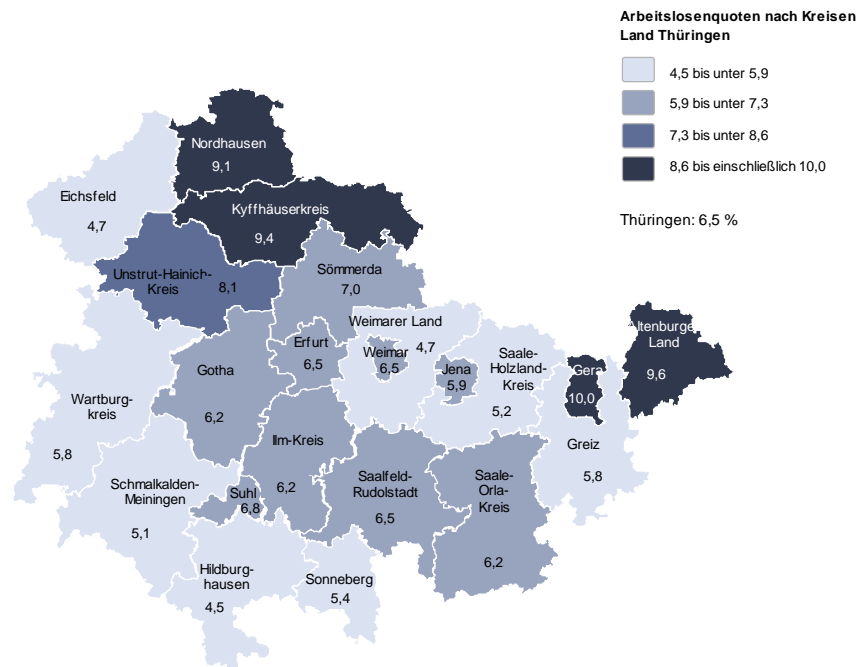 Arbeitslosenquoten nach Kreisen
Land Thüringen
4,5 bis unter 5,9
5,9 bis unter 7,3
7,3 bis unter 8,6
8,6 bis einschließlich 10,0
Thüringen: 6,5 %
Nordhausen
9,1
Eichsfeld
4,7
Kyffhäuserkreis
9,4
Unstrut-Hainich-
Kreis
8,1
Sömmerda
7,0
Weimarer Land
4,7
Erfurt
6,5
Weimar
6,5
Jena
5,9
Saale-
Holzland-
Kreis
5,2
Gera
10,0
Altenburger
Land
9,6
Gotha
6,2
Wartburg-
kreis
5,8
Ilm-Kreis
6,2
Greiz
5,8
Schmalkalden-
Meiningen
5,1
Suhl
6,8
Saalfeld-
Rudolstadt
6,5
Saale-
Orla-
Kreis
6,2
Hildburg-
hausen
4,5
Sonneberg
5,4